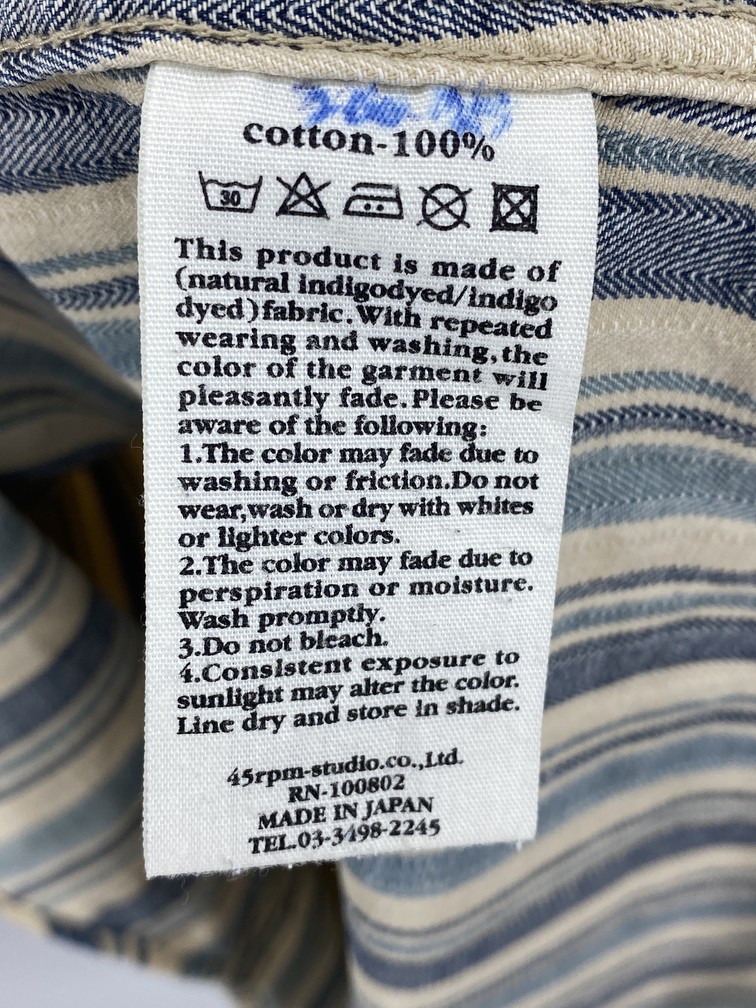 cotton-100%
30
This product is made of
(natural indigodyed/indigo
dyed)fabric.With repeated
wearing and washing,the
color of the garment will
pleasantly fade.Please be
aware of the following:
1.The color may fade due to
washing or friction.Do not
wear,wash or dry with whites
or lighter colors.
2.The color may fade due to
perspiration or moisture.
Wash promptly.
3.Do not bleach.
4.Consistent exposure to
sunlight may alter the color.
Line dry and store in shade.
45rpm-studio.co.,Ltd.
RN-100802
MADE IN JAPAN
TEL.03-3498-2245